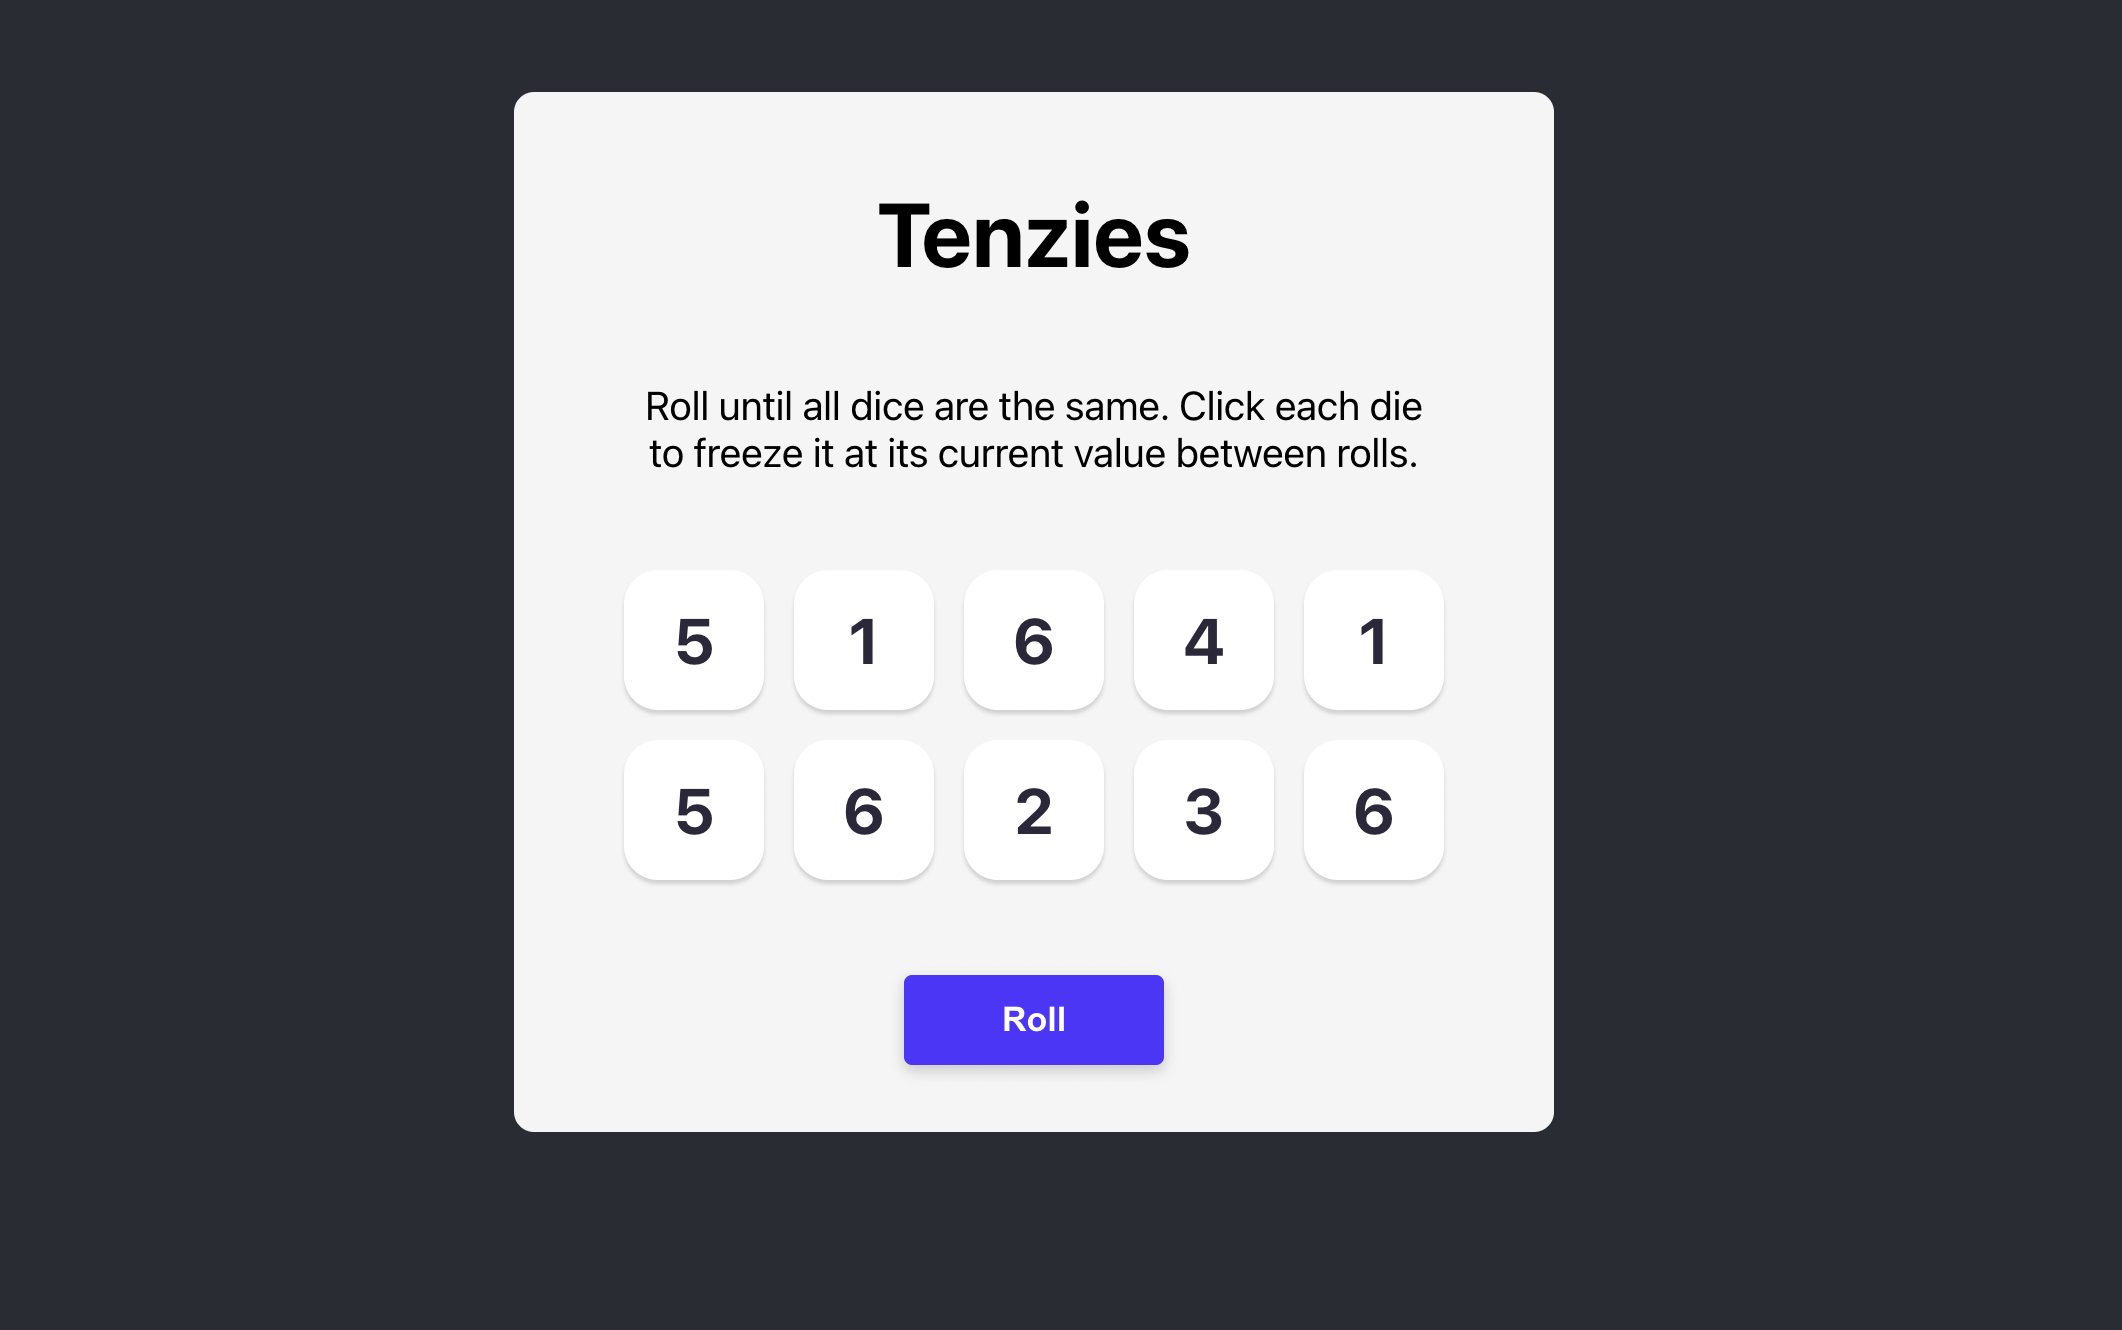 Tenzies
Roll until all dice are the same. Click each die
to freeze it at its current value between rolls.
5 1 6 4 1
5 6 2 3 6
Roll